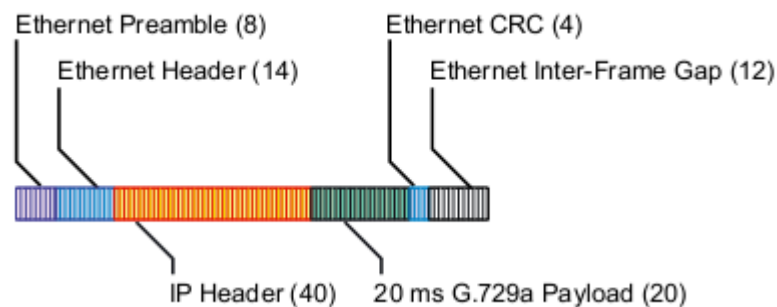 Ethernet Preamble (8)
Ethernet CRC (4)
Ethernet Header (14)
Ethernet Inter-Frame Gap (12)
IP Header (40)
20 ms G.729a Payload (20)